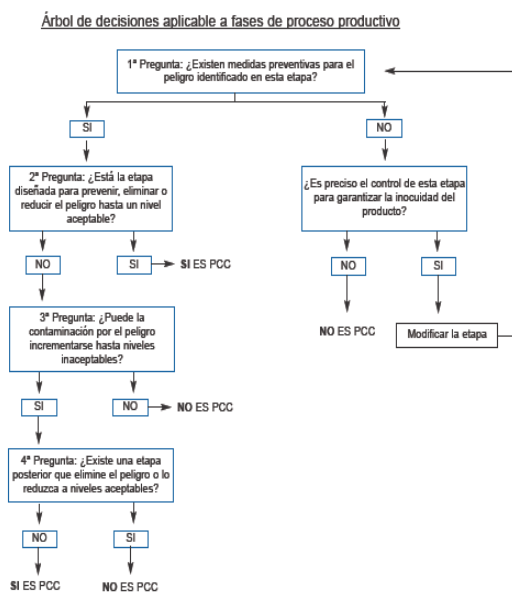 Árbol de decisiones aplicable a fases de proceso productivo
1ª Pregunta: ¿Existen medidas preventivas para el
peligro identificado en esta etapa?
SI
NO
2ª Pregunta: ¿Está la etapa
diseñada para prevenir, eliminar o
reducir el peligro hasta un nivel
aceptable?
¿Es preciso el control de esta etapa
para garantizar la inocuidad del
producto?
NO
SI
SI ES PCC
NO
SI
3ª Pregunta: ¿Puede la
contaminación por el peligro
incrementarse hasta niveles
inaceptables?
NO ES PCC
Modificar la etapa
SI
NO
NO ES PCC
4ª Pregunta: ¿Existe una etapa
posterior que elimine el peligro o lo
reduzca a niveles aceptables?
NO
SI
SI ES PCC
NO ES PCC